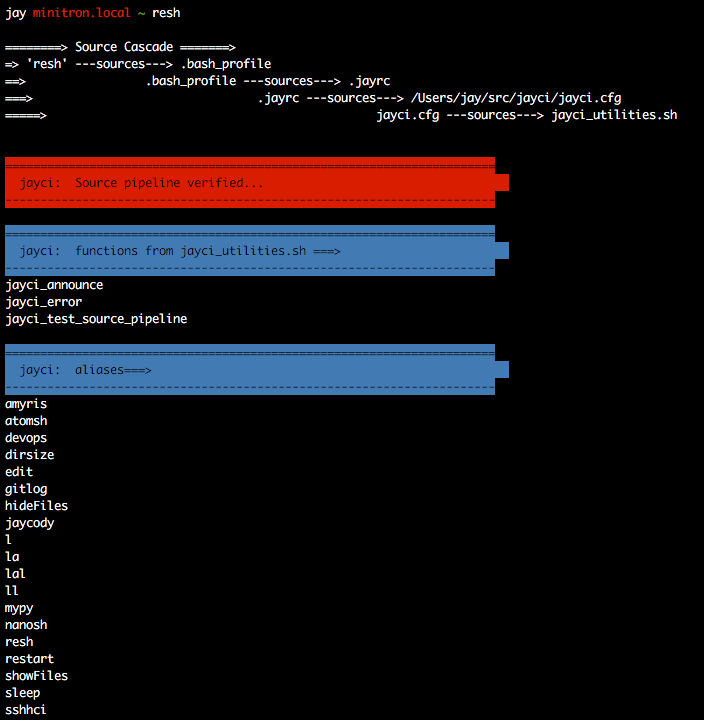 jay minitron.local ~ resh
========> Source Cascade =======>
=> 'resh' ---sources---> .bash_profile
==> .bash_profile ---sources---> .jayrc
===> .jayrc ---sources---> /Users/jay/src/jayci/jayci.cfg
=====> jayci.cfg ---sources---> jayci_utilities.sh
======================================================================
jayci: Source pipeline verified...
----------------------------------------------------------------------
======================================================================
jayci: functions from jayci_utilities.sh ===>
----------------------------------------------------------------------
jayci_announce
jayci_error
jayci_test_source_pipeline
======================================================================
jayci: aliases===>
----------------------------------------------------------------------
amyris
atomsh
devops
dirsize
edit
gitlog
hideFiles
jaycody
l
la
lal
ll
mypy
nanosh
resh
restart
showFiles
sleep
sshhci